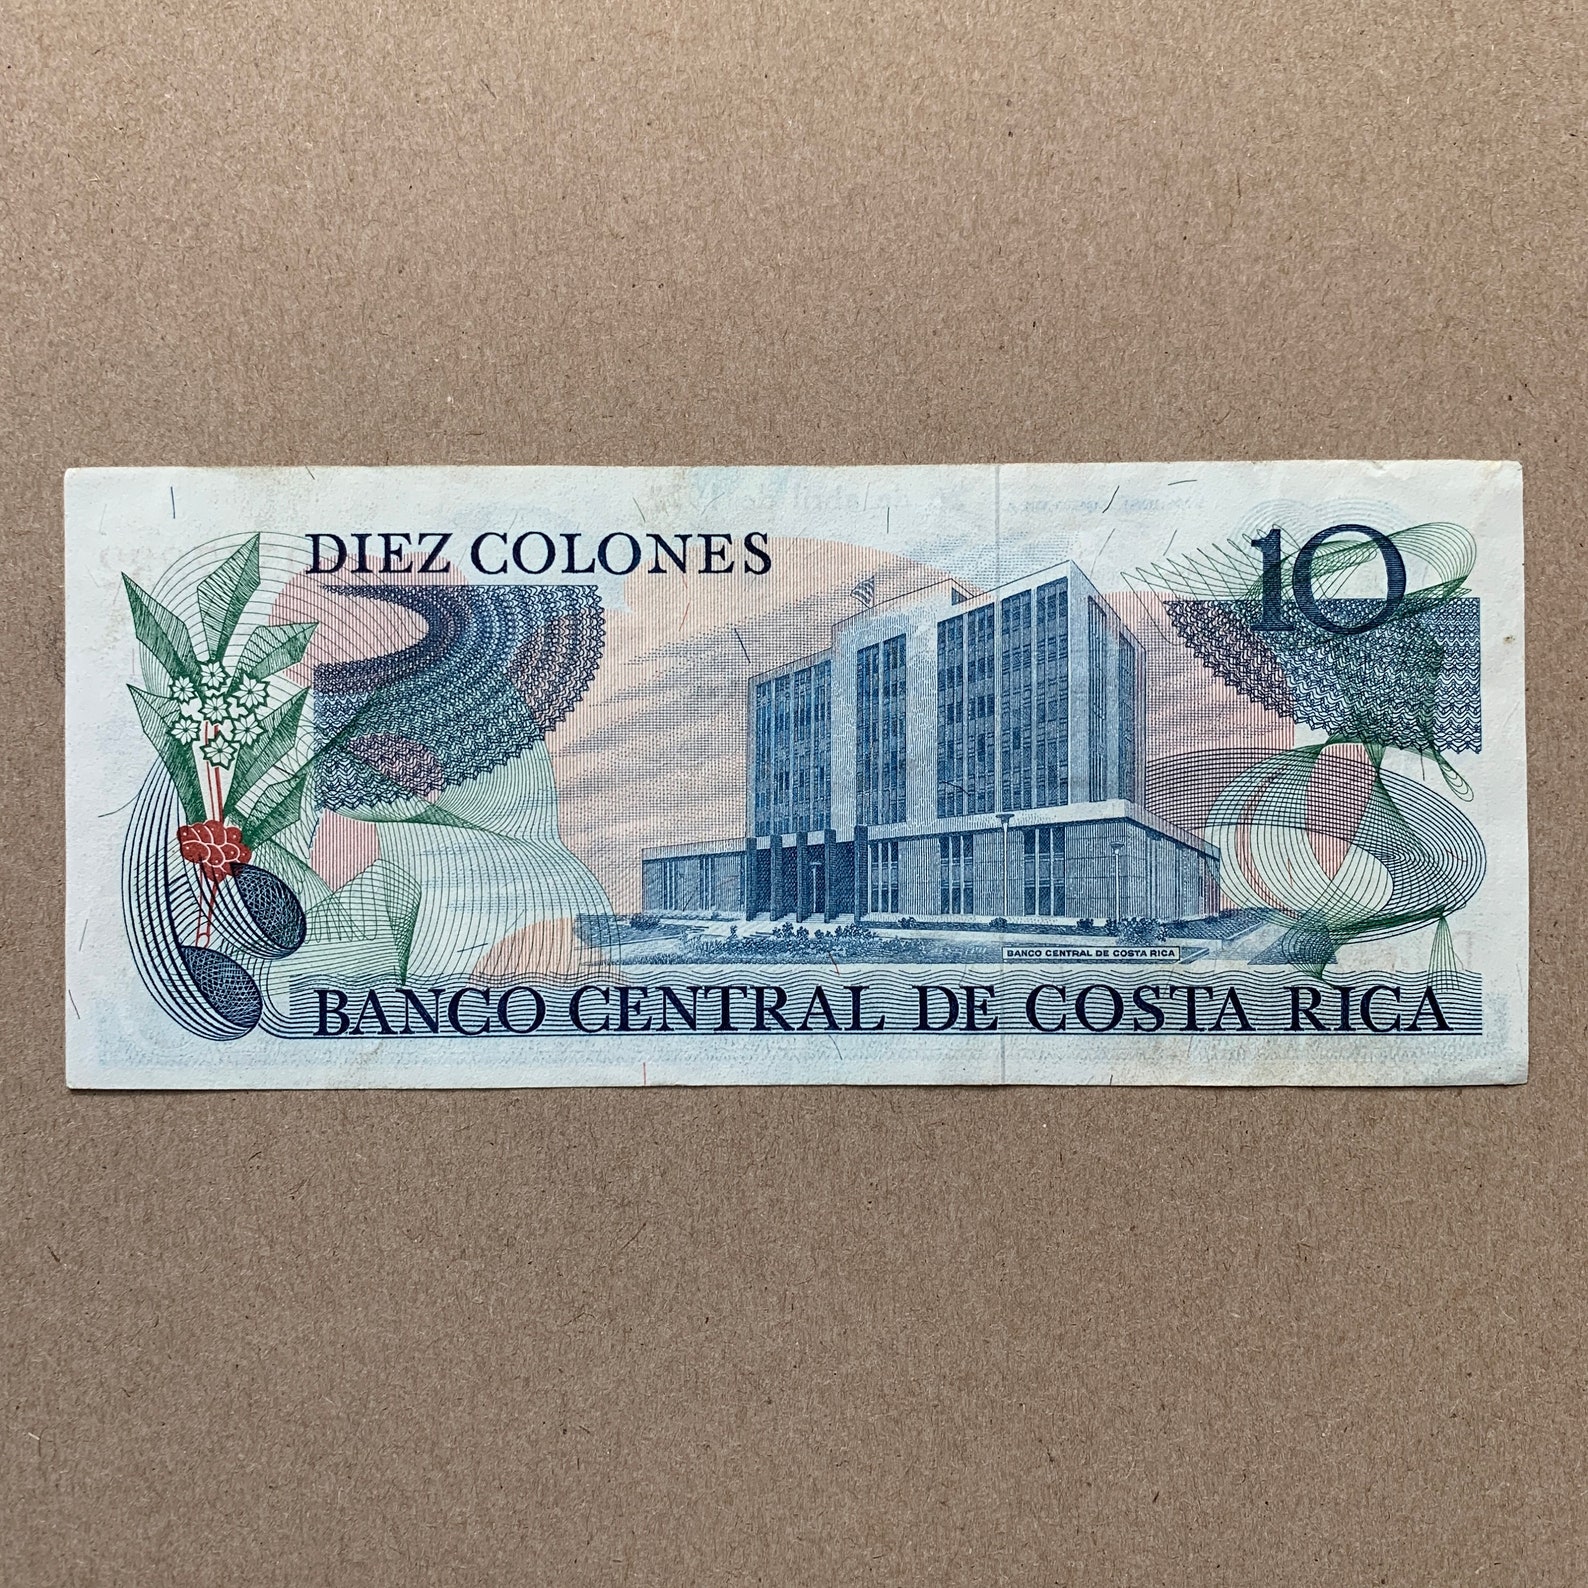 DIEZ COLONES
10
BANCO CENTRAL DE COSTA RICA
BANCO CENTRAL DE COSTA RICA